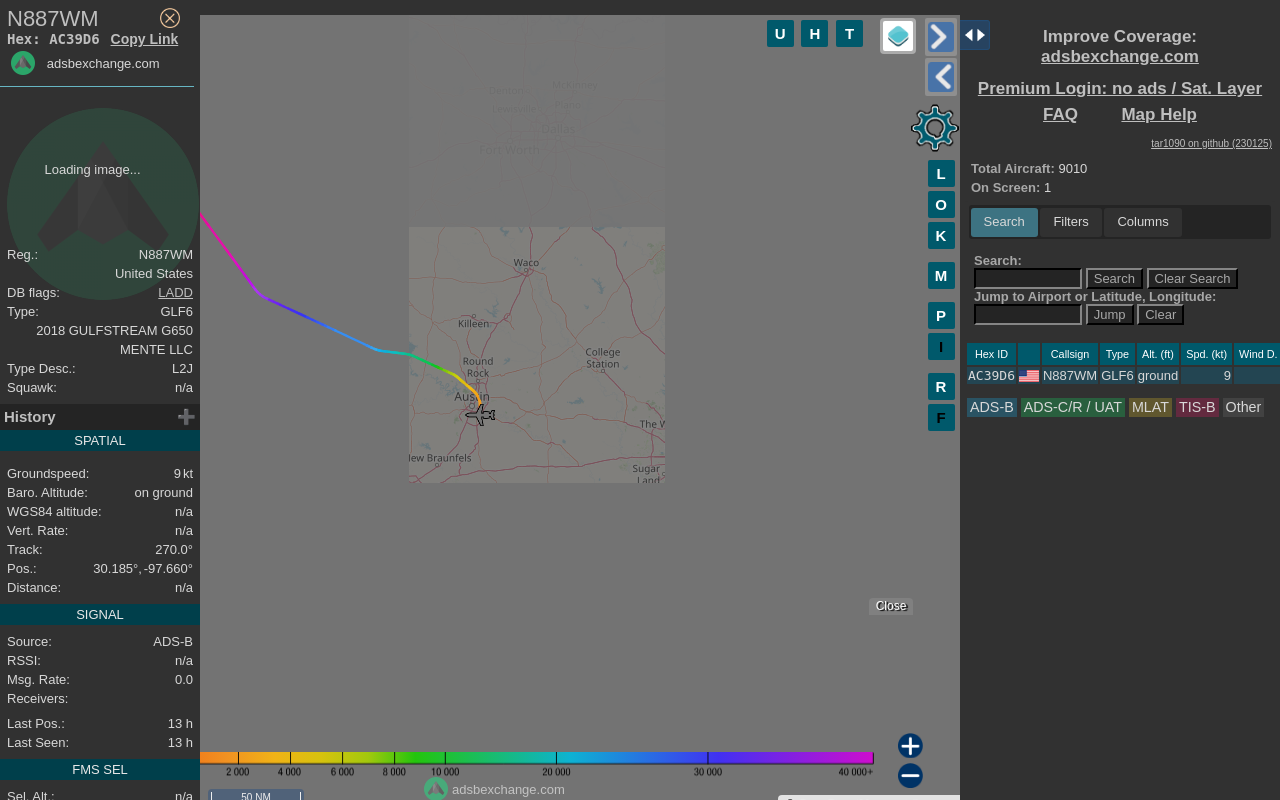 N887WM
Hex: AC39D6 Copy Link
adsbexchange.com
Loading image...
Reg.: N887WM
United States
DB flags: LADD
Type: GLF6
2018 GULFSTREAM G650
MENTE LLC
Type Desc.: L2J
Squawk: n/a
History
SPATIAL
Groundspeed: 9 kt
Baro. Altitude: on ground
WGS84 altitude: n/a
Vert. Rate: n/a
Track: 270.0°
Pos.: 30.185°, -97.660°
Distance: n/a
SIGNAL
Source: ADS-B
RSSI: n/a
Msg. Rate: 0.0
Receivers:
Last Pos.: 13 h
Last Seen: 13 h
FMS SEL
Sel. Alt.: n/a
U H T
Dallas
Fort Worth
Waco
Killeen
Round
Rock
College
Station
Austin
The W
New Braunfels
Sugar
Land
L
O
K
M
P
I
R
F
Close
2 000 4 000 6 000 8 000 10 000 20 000 30 000 40 000+
adsbexchange.com
50 NM
Improve Coverage:
adsbexchange.com
Premium Login: no ads / Sat. Layer
FAQ Map Help
tar1090 on github (230125)
Total Aircraft: 9010
On Screen: 1
Search Filters Columns
Search:
Search Clear Search
Jump to Airport or Latitude, Longitude:
Jump Clear
Hex ID Callsign Type Alt. (ft) Spd. (kt) Wind D.
AC39D6 N887WM GLF6 ground 9
ADS-B ADS-C/R / UAT MLAT TIS-B Other